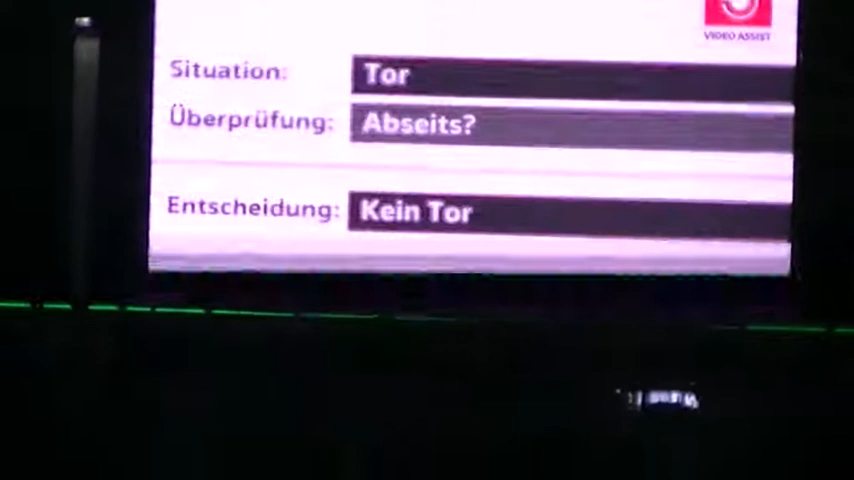 VIDEO ASSIST
Situation: Tor
Überprüfung: Abseits?
Entscheidung: Kein Tor